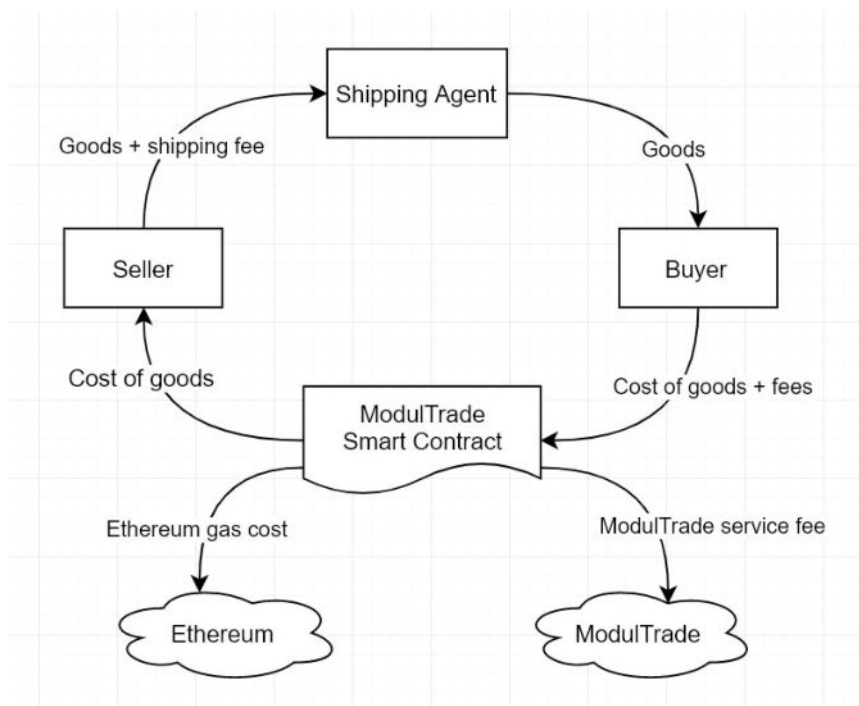 Shipping Agent
Goods + shipping fee
Goods
Seller
Buyer
Cost of goods
Cost of goods + fees
ModulTrade
Smart Contract
Ethereum gas cost
ModulTrade service fee
Ethereum
ModulTrade